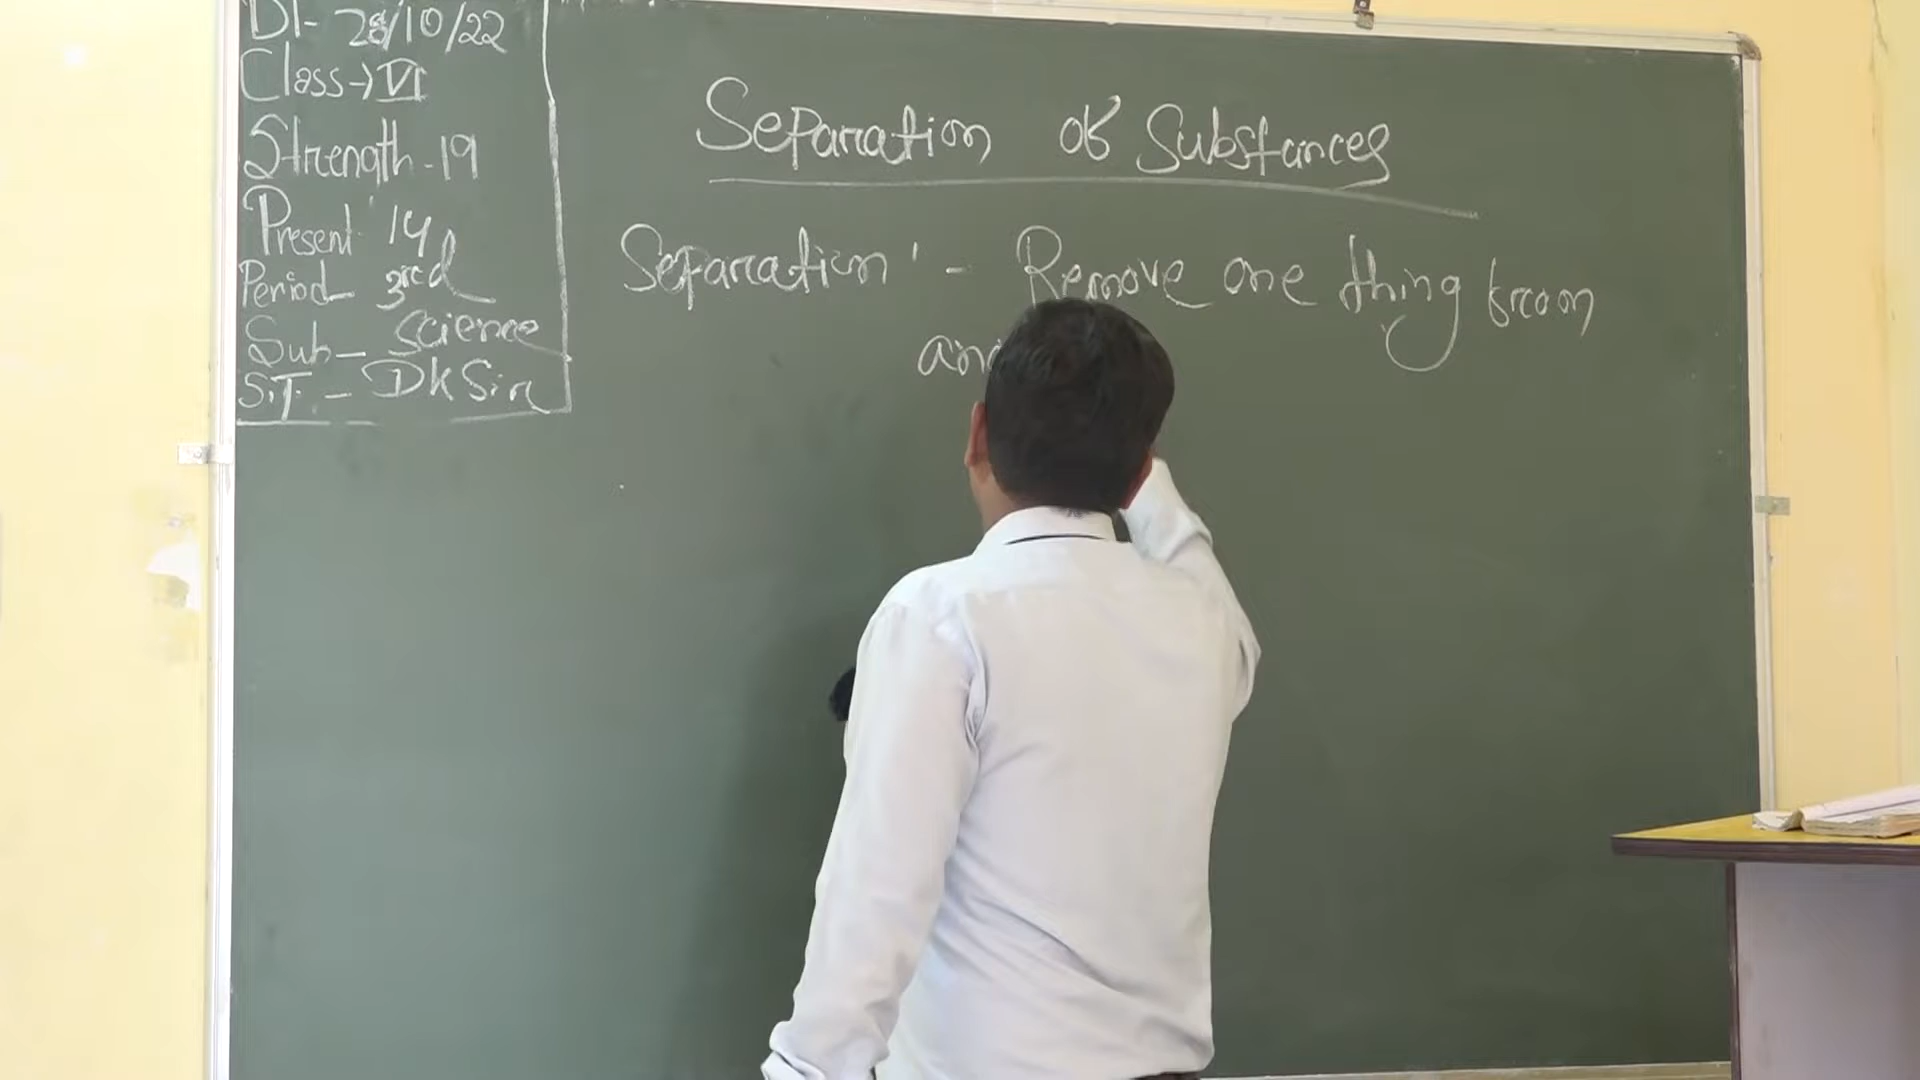 Dt- 28/10/22
Class→VI
Strength-19
Present 14
Period- 3rd
Sub- Science
S.T. - DK Sir
Separation of Substances
Separation - Remove one thing from